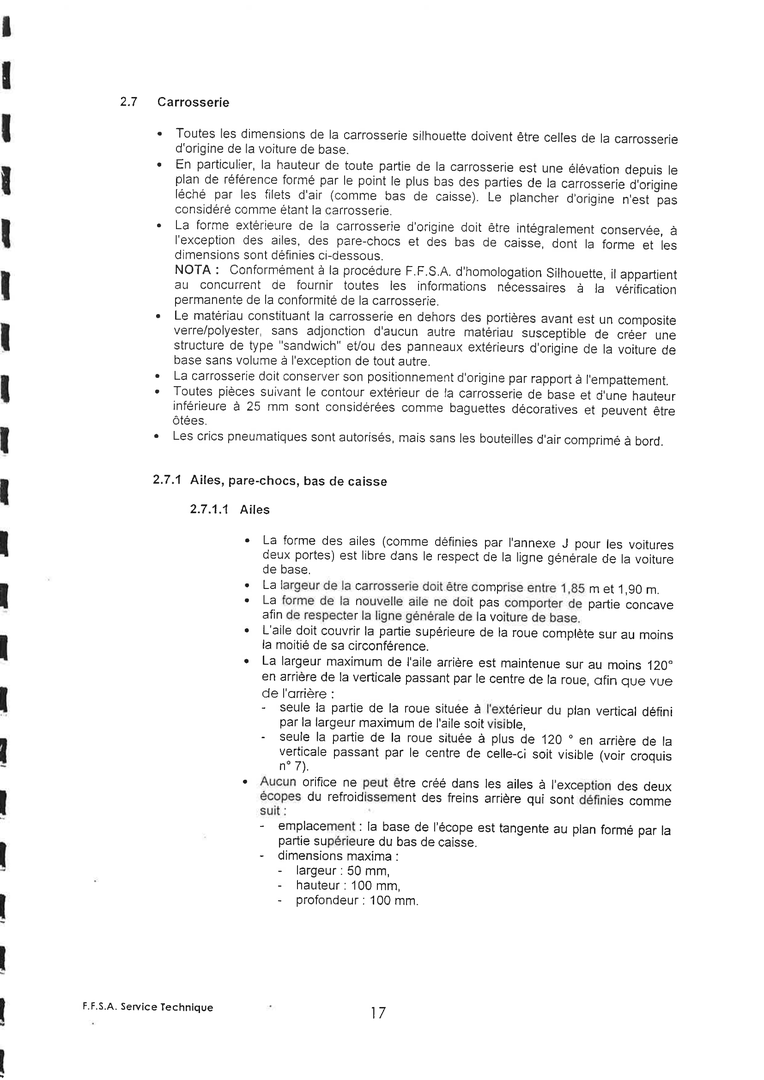 2.7 Carrosserie
• Toutes les dimensions de la carrosserie silhouette doivent être celles de la carrosserie
d'origine de la voiture de base.
• En particulier, la hauteur de toute partie de la carrosserie est une élévation depuis le
plan de référence formé par le point le plus bas des parties de la carrosserie d'origine
léché par les filets d'air (comme bas de caisse). Le plancher d'origine n'est pas
considéré comme étant la carrosserie.
• La forme extérieure de la carrosserie d'origine doit être intégralement conservée, à
l'exception des ailes, des pare-chocs et des bas de caisse, dont la forme et les
dimensions sont définies ci-dessous.
NOTA : Conformément à la procédure F.F.S.A. d'homologation Silhouette, il appartient
au concurrent de fournir toutes les informations nécessaires à la vérification
permanente de la conformité de la carrosserie.
• Le matériau constituant la carrosserie en dehors des portières avant est un composite
verre/polyester, sans adjonction d'aucun autre matériau susceptible de créer une
structure de type "sandwich" et/ou des panneaux extérieurs d'origine de la voiture de
base sans volume à l'exception de tout autre.
• La carrosserie doit conserver son positionnement d'origine par rapport à l'empattement.
• Toutes pièces suivant le contour extérieur de la carrosserie de base et d'une hauteur
inférieure à 25 mm sont considérées comme baguettes décoratives et peuvent être
ôtées.
• Les crics pneumatiques sont autorisés, mais sans les bouteilles d'air comprimé à bord.
2.7.1 Ailes, pare-chocs, bas de caisse
2.7.1.1 Ailes
• La forme des ailes (comme définies par l'annexe J pour les voitures
deux portes) est libre dans le respect de la ligne générale de la voiture
de base.
• La largeur de la carrosserie doit être comprise entre 1,85 m et 1,90 m.
• La forme de la nouvelle aile ne doit pas comporter de partie concave
afin de respecter la ligne générale de la voiture de base.
• L'aile doit couvrir la partie supérieure de la roue complète sur au moins
la moitié de sa circonférence.
• La largeur maximum de l'aile arrière est maintenue sur au moins 120°
en arrière de la verticale passant par le centre de la roue, afin que vue
de l'arrière :
- seule la partie de la roue située à l'extérieur du plan vertical défini
par la largeur maximum de l'aile soit visible,
- seule la partie de la roue située à plus de 120 ° en arrière de la
verticale passant par le centre de celle-ci soit visible (voir croquis
n° 7).
• Aucun orifice ne peut être créé dans les ailes à l'exception des deux
écopes du refroidissement des freins arrière qui sont définies comme
suit :
- emplacement : la base de l'écope est tangente au plan formé par la
partie supérieure du bas de caisse.
- dimensions maxima :
- largeur : 50 mm,
- hauteur : 100 mm,
- profondeur : 100 mm.
F.F.S.A. Service Technique
17